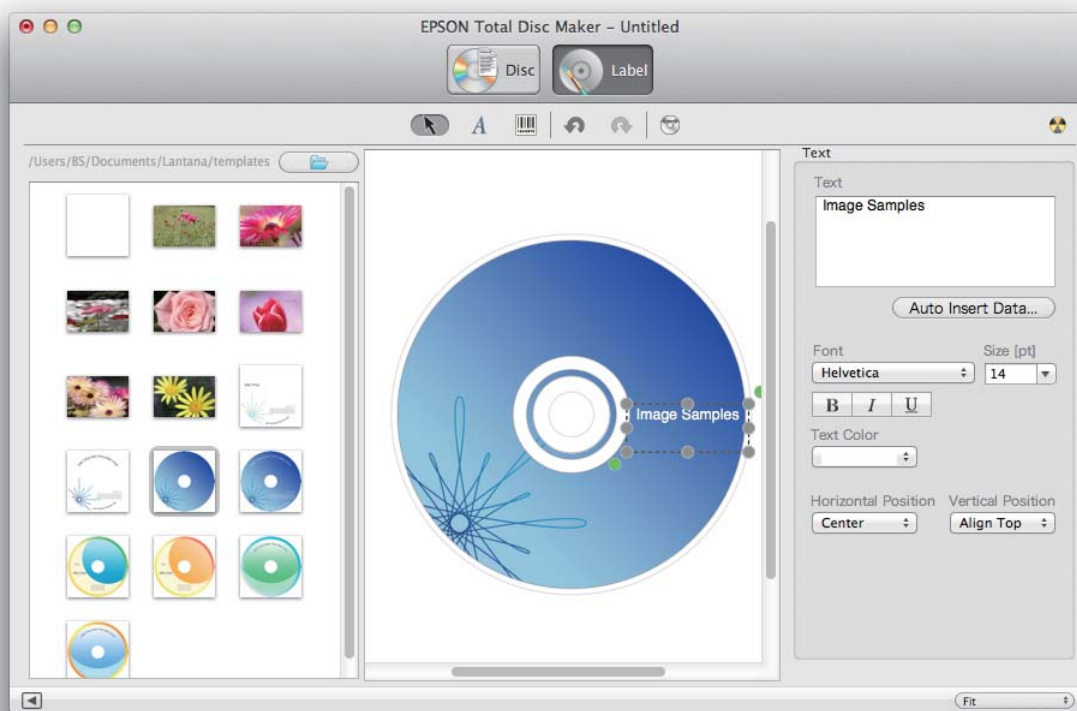 EPSON Total Disc Maker – Untitled
Disc
Label
A
/Users/BS/Documents/Lantana/templates
Text
Text
Image Samples
Auto Insert Data...
Font
Size [pt]
Helvetica
14
B I U
Text Color
Horizontal Position
Vertical Position
Center
Align Top
Image Samples
Fit